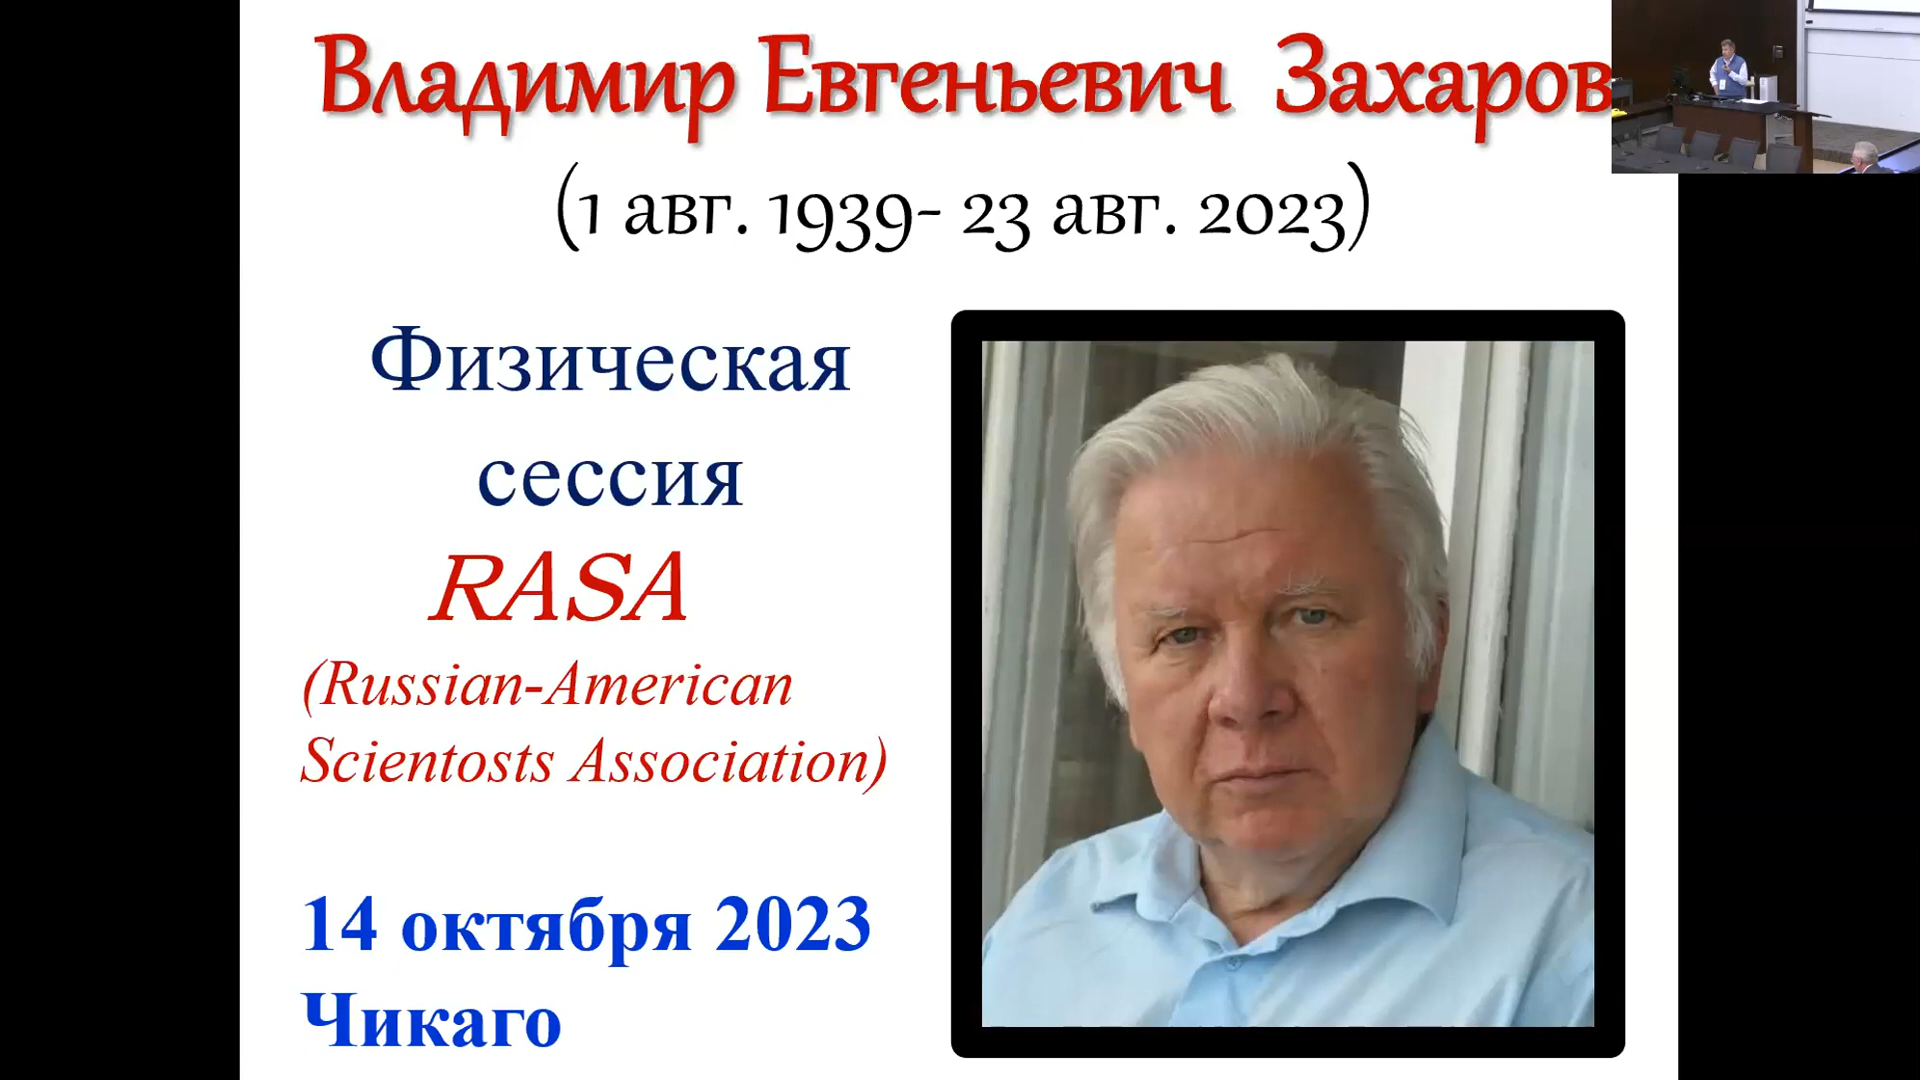 Владимир Евгеньевич Захаров
(1 авг. 1939- 23 авг. 2023)
Физическая
сессия
RASA
(Russian-American
Scientosts Association)
14 октября 2023
Чикаго